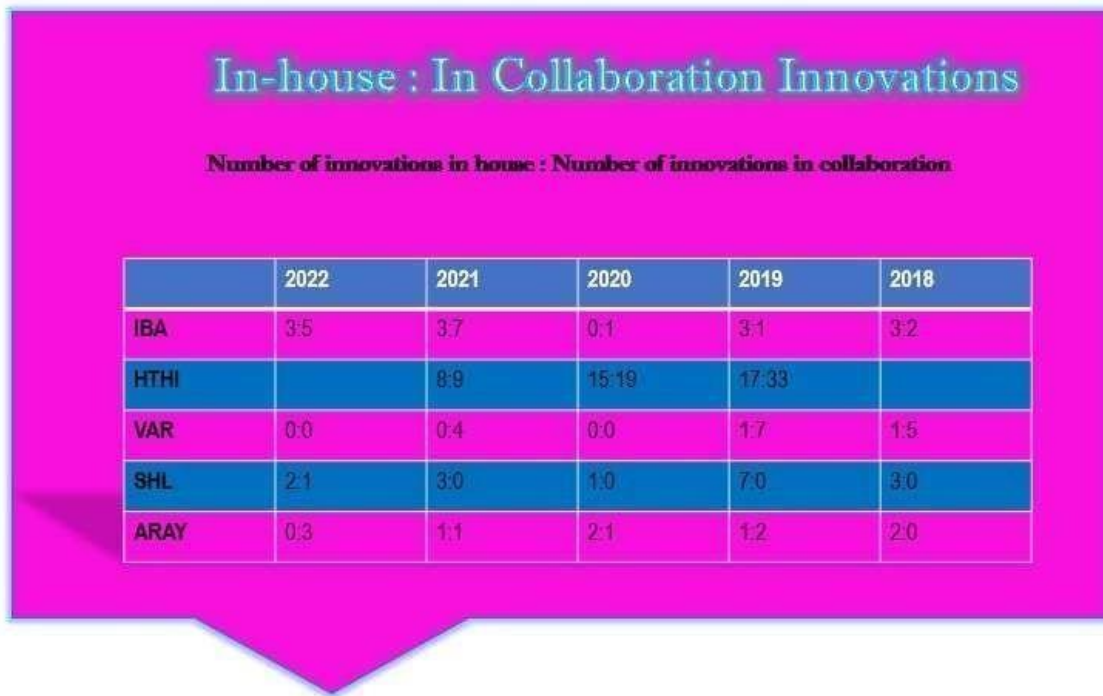 In-house : In Collaboration Innovations
Number of innovations in house : Number of innovations in collaboration
2022 2021 2020 2019 2018
IBA 3:5 3:7 0:1 3:1 3:2
HTHI 8:9 15:19 17:33
VAR 0:0 0:4 0:0 1:7 1:5
SHL 2:1 3:0 1:0 7:0 3:0
ARAY 0:3 1:1 2:1 1:2 2:0